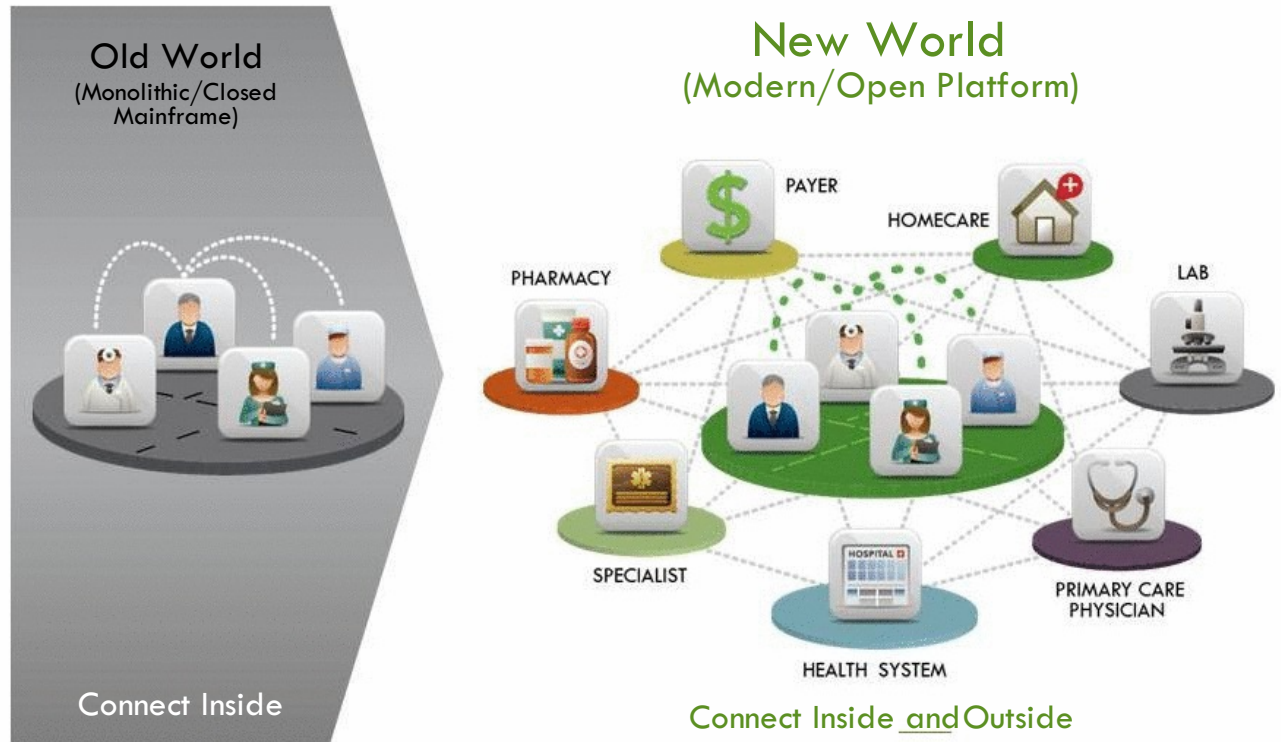 Old World
(Monolithic/Closed
Mainframe)
Connect Inside
New World
(Modern/Open Platform)
PAYER
HOMECARE
PHARMACY
LAB
SPECIALIST
HOSPITAL
PRIMARY CARE
PHYSICIAN
HEALTH SYSTEM
Connect Inside and Outside